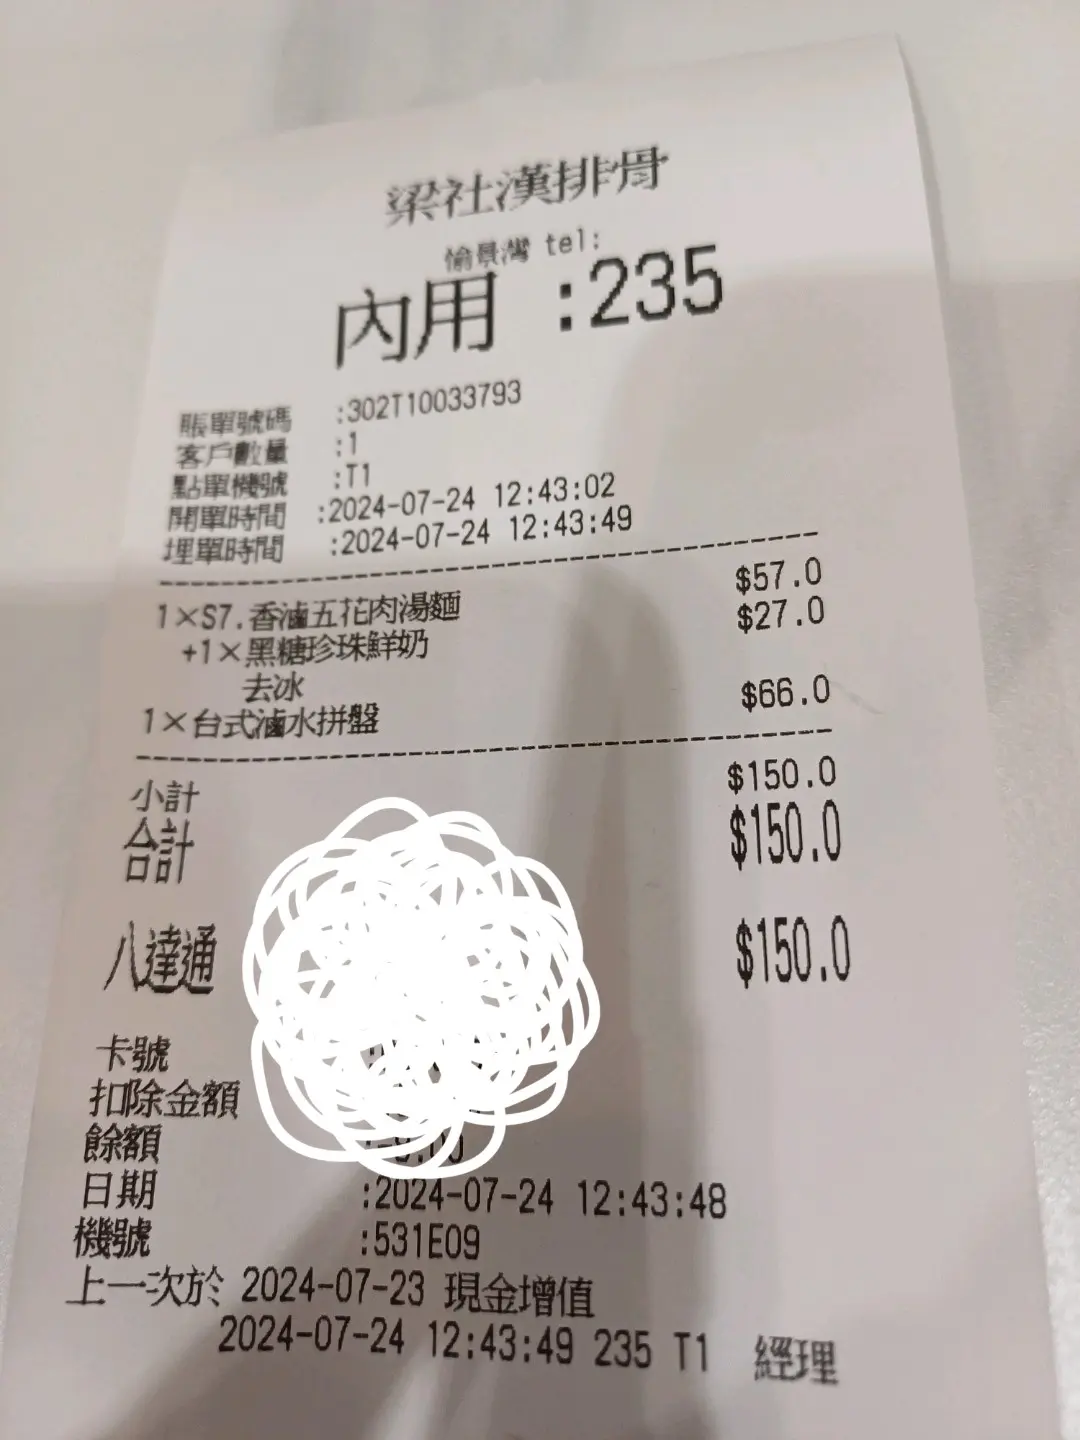 梁社漢排骨
愉景灣 tel:
內用 :235
賬單號碼 :302T10033793
客戶數量 :1
點單機號 :T1
開單時間 :2024-07-24 12:43:02
埋單時間 :2024-07-24 12:43:49
1×S7.香滷五花肉湯麵 $57.0
+1×黑糖珍珠鮮奶 $27.0
去冰
1×台式滷水拼盤 $66.0
小計 $150.0
合計 $150.0
八達通 $150.0
卡號
扣除金額
餘額
日期 :2024-07-24 12:43:48
機號 :531E09
上一次於 2024-07-23 現金增值
2024-07-24 12:43:49 235 T1 經理